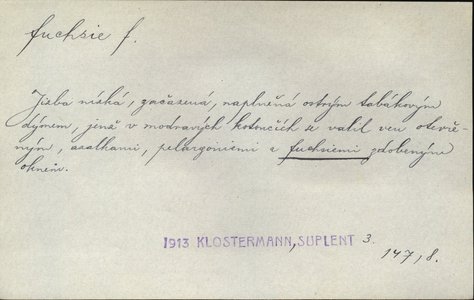 fuchsie f.
Jizba nízká, začazená, naplněná ostrým tabákovým
dýmem, jenž v modravých kotoučích se valil ven otevře-
ným, azalkami, pelargoniemi a fuchsiemi zdobeným
oknem.
1913 KLOSTERMANN, SUPLENT 3.
147, 8.